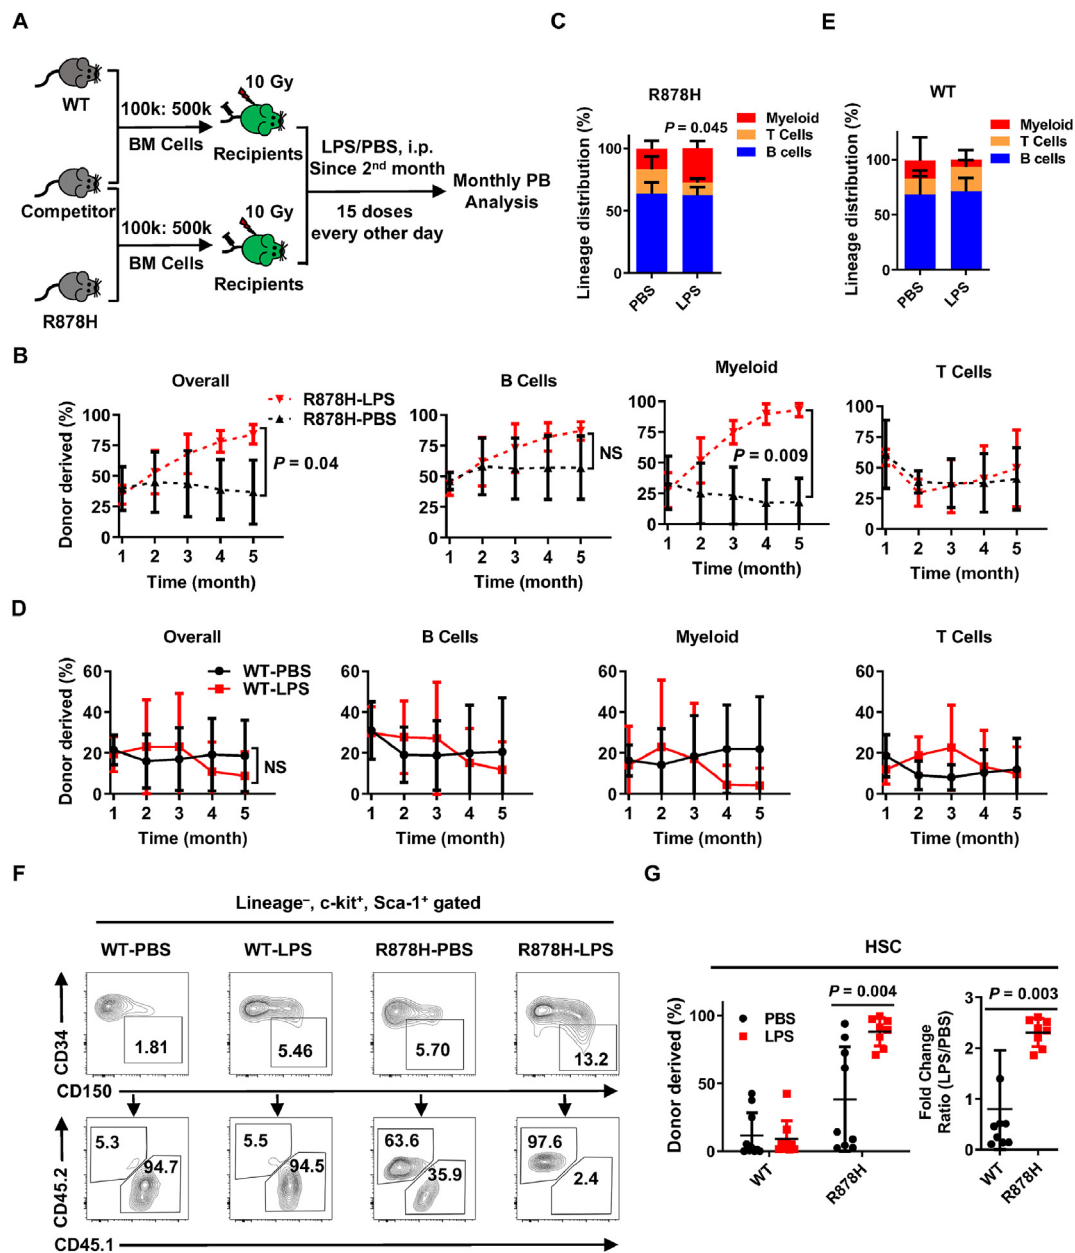 A
WT
Competitor
R878H
100k: 500k
BM Cells
10 Gy
Recipients
100k: 500k
BM Cells
10 Gy
Recipients
LPS/PBS, i.p.
Since 2nd month
15 doses
every other day
Monthly PB
Analysis
C
R878H
Lineage distribution (%)
100
50
0
P = 0.045
Myeloid
T Cells
B cells
PBS
LPS
E
WT
Lineage distribution (%)
100
50
0
Myeloid
T Cells
B cells
PBS
LPS
B
Overall
Donor derived (%)
100
75
50
25
0
R878H-LPS
R878H-PBS
P = 0.04
1 2 3 4 5
Time (month)
B Cells
100
75
50
25
0
NS
1 2 3 4 5
Time (month)
Myeloid
100
75
50
25
0
P = 0.009
1 2 3 4 5
Time (month)
T Cells
100
75
50
25
0
1 2 3 4 5
Time (month)
D
Overall
Donor derived (%)
60
40
20
0
WT-PBS
WT-LPS
NS
1 2 3 4 5
Time (month)
B Cells
60
40
20
0
1 2 3 4 5
Time (month)
Myeloid
60
40
20
0
1 2 3 4 5
Time (month)
T Cells
60
40
20
0
1 2 3 4 5
Time (month)
F
Lineage⁻, c-kit⁺, Sca-1⁺ gated
WT-PBS
WT-LPS
R878H-PBS
R878H-LPS
CD34
1.81
5.46
5.70
13.2
CD150
CD45.2
5.3
94.7
5.5
94.5
63.6
35.9
97.6
2.4
CD45.1
G
HSC
Donor derived (%)
100
50
0
PBS
LPS
P = 0.004
WT
R878H
Fold Change
Ratio (LPS/PBS)
3
2
1
0
P = 0.003
WT
R878H